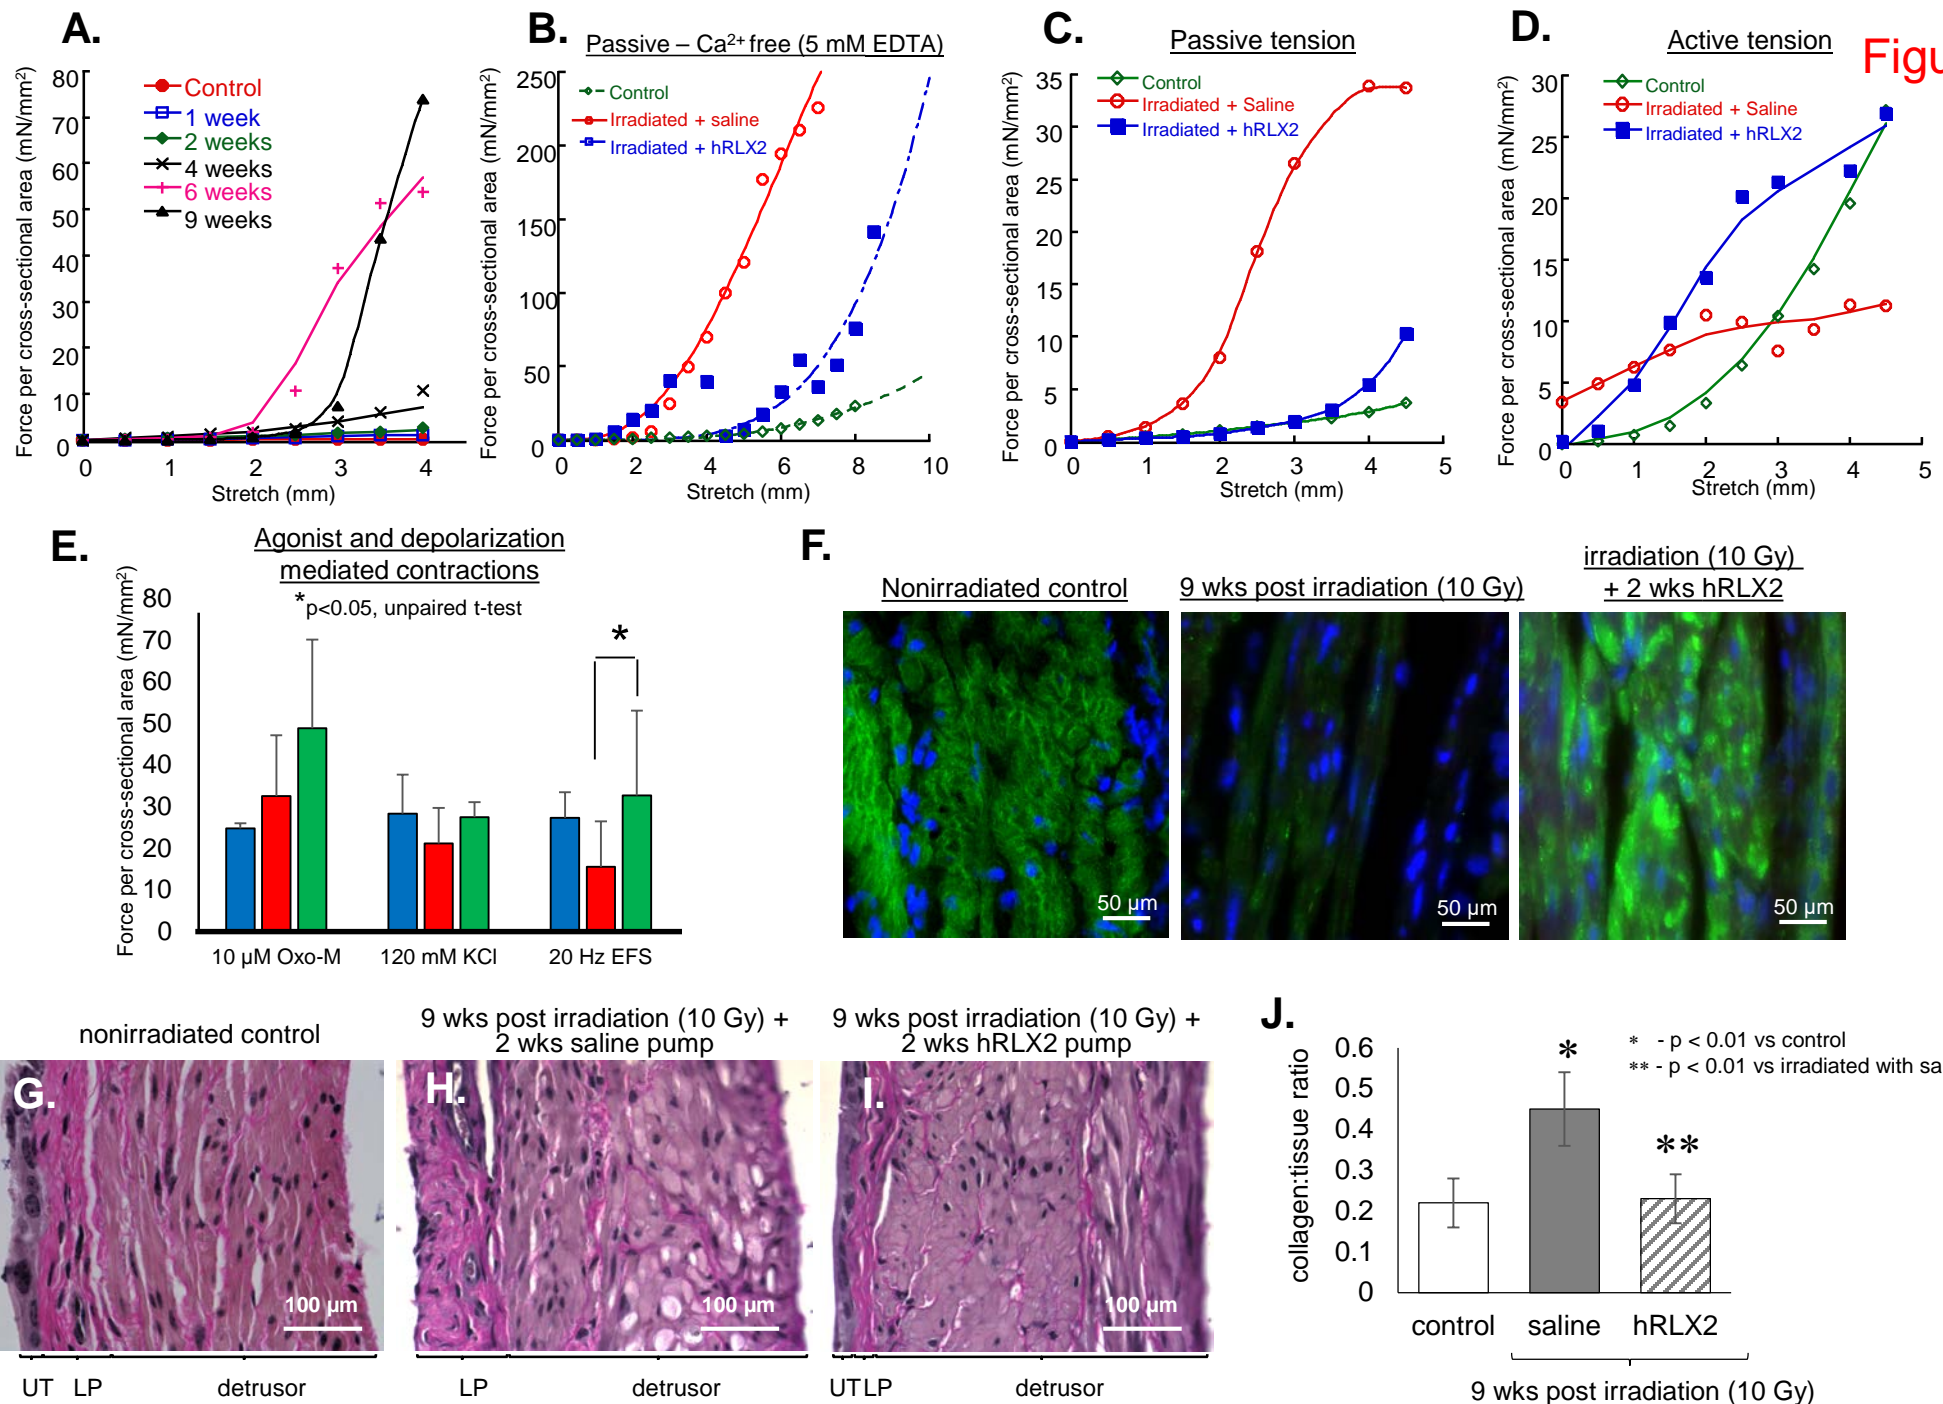 A.
Force per cross-sectional area (mN/mm²)
80
70
60
50
40
30
20
10
0
Control
1 week
2 weeks
4 weeks
6 weeks
9 weeks
0 1 2 3 4
Stretch (mm)
B.
Passive – Ca²⁺ free (5 mM EDTA)
Force per cross-sectional area (mN/mm²)
250
200
150
100
50
0
Control
Irradiated + saline
Irradiated + hRLX2
0 2 4 6 8 10
Stretch (mm)
C.
Passive tension
Force per cross-sectional area (mN/mm²)
35
30
25
20
15
10
5
0
Control
Irradiated + Saline
Irradiated + hRLX2
0 1 2 3 4 5
Stretch (mm)
D.
Active tension
Figu
Force per cross-sectional area (mN/mm²)
30
25
20
15
10
5
0
Control
Irradiated + Saline
Irradiated + hRLX2
0 1 2 3 4 5
Stretch (mm)
E.
Agonist and depolarization
mediated contractions
*p<0.05, unpaired t-test
*
Force per cross-sectional area (mN/mm²)
80
70
60
50
40
30
20
10
0
10 µM Oxo-M 120 mM KCl 20 Hz EFS
F.
Nonirradiated control
50 µm
9 wks post irradiation (10 Gy)
50 µm
irradiation (10 Gy)
+ 2 wks hRLX2
50 µm
nonirradiated control
G.
100 µm
UT LP detrusor
9 wks post irradiation (10 Gy) +
2 wks saline pump
H.
100 µm
LP detrusor
9 wks post irradiation (10 Gy) +
2 wks hRLX2 pump
I.
100 µm
UT LP detrusor
J.
* - p < 0.01 vs control
** - p < 0.01 vs irradiated with sa
collagen:tissue ratio
0.6
0.5
0.4
0.3
0.2
0.1
0
*
**
control saline hRLX2
9 wks post irradiation (10 Gy)